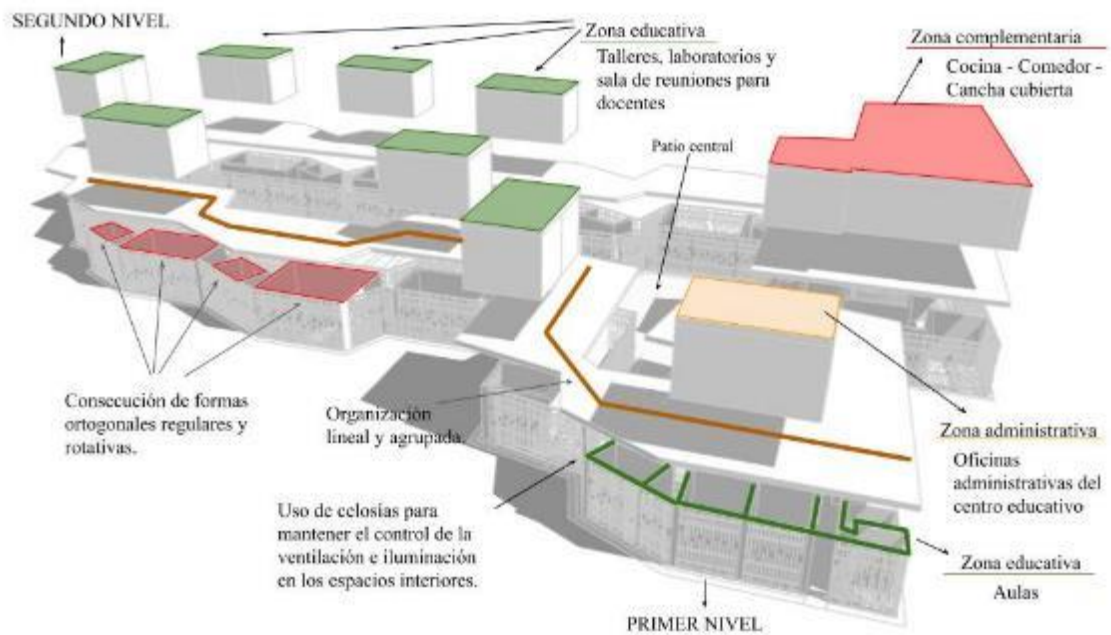 SEGUNDO NIVEL
Zona educativa
Talleres, laboratorios y
sala de reuniones para
docentes
Zona complementaria
Cocina - Comedor -
Cancha cubierta
Patio central
Consecución de formas
ortogonales regulares y
rotativas.
Organización
lineal y agrupada.
Zona administrativa
Oficinas
administrativas del
centro educativo
Uso de celosías para
mantener el control de la
ventilación e iluminación
en los espacios interiores.
Zona educativa
Aulas
PRIMER NIVEL